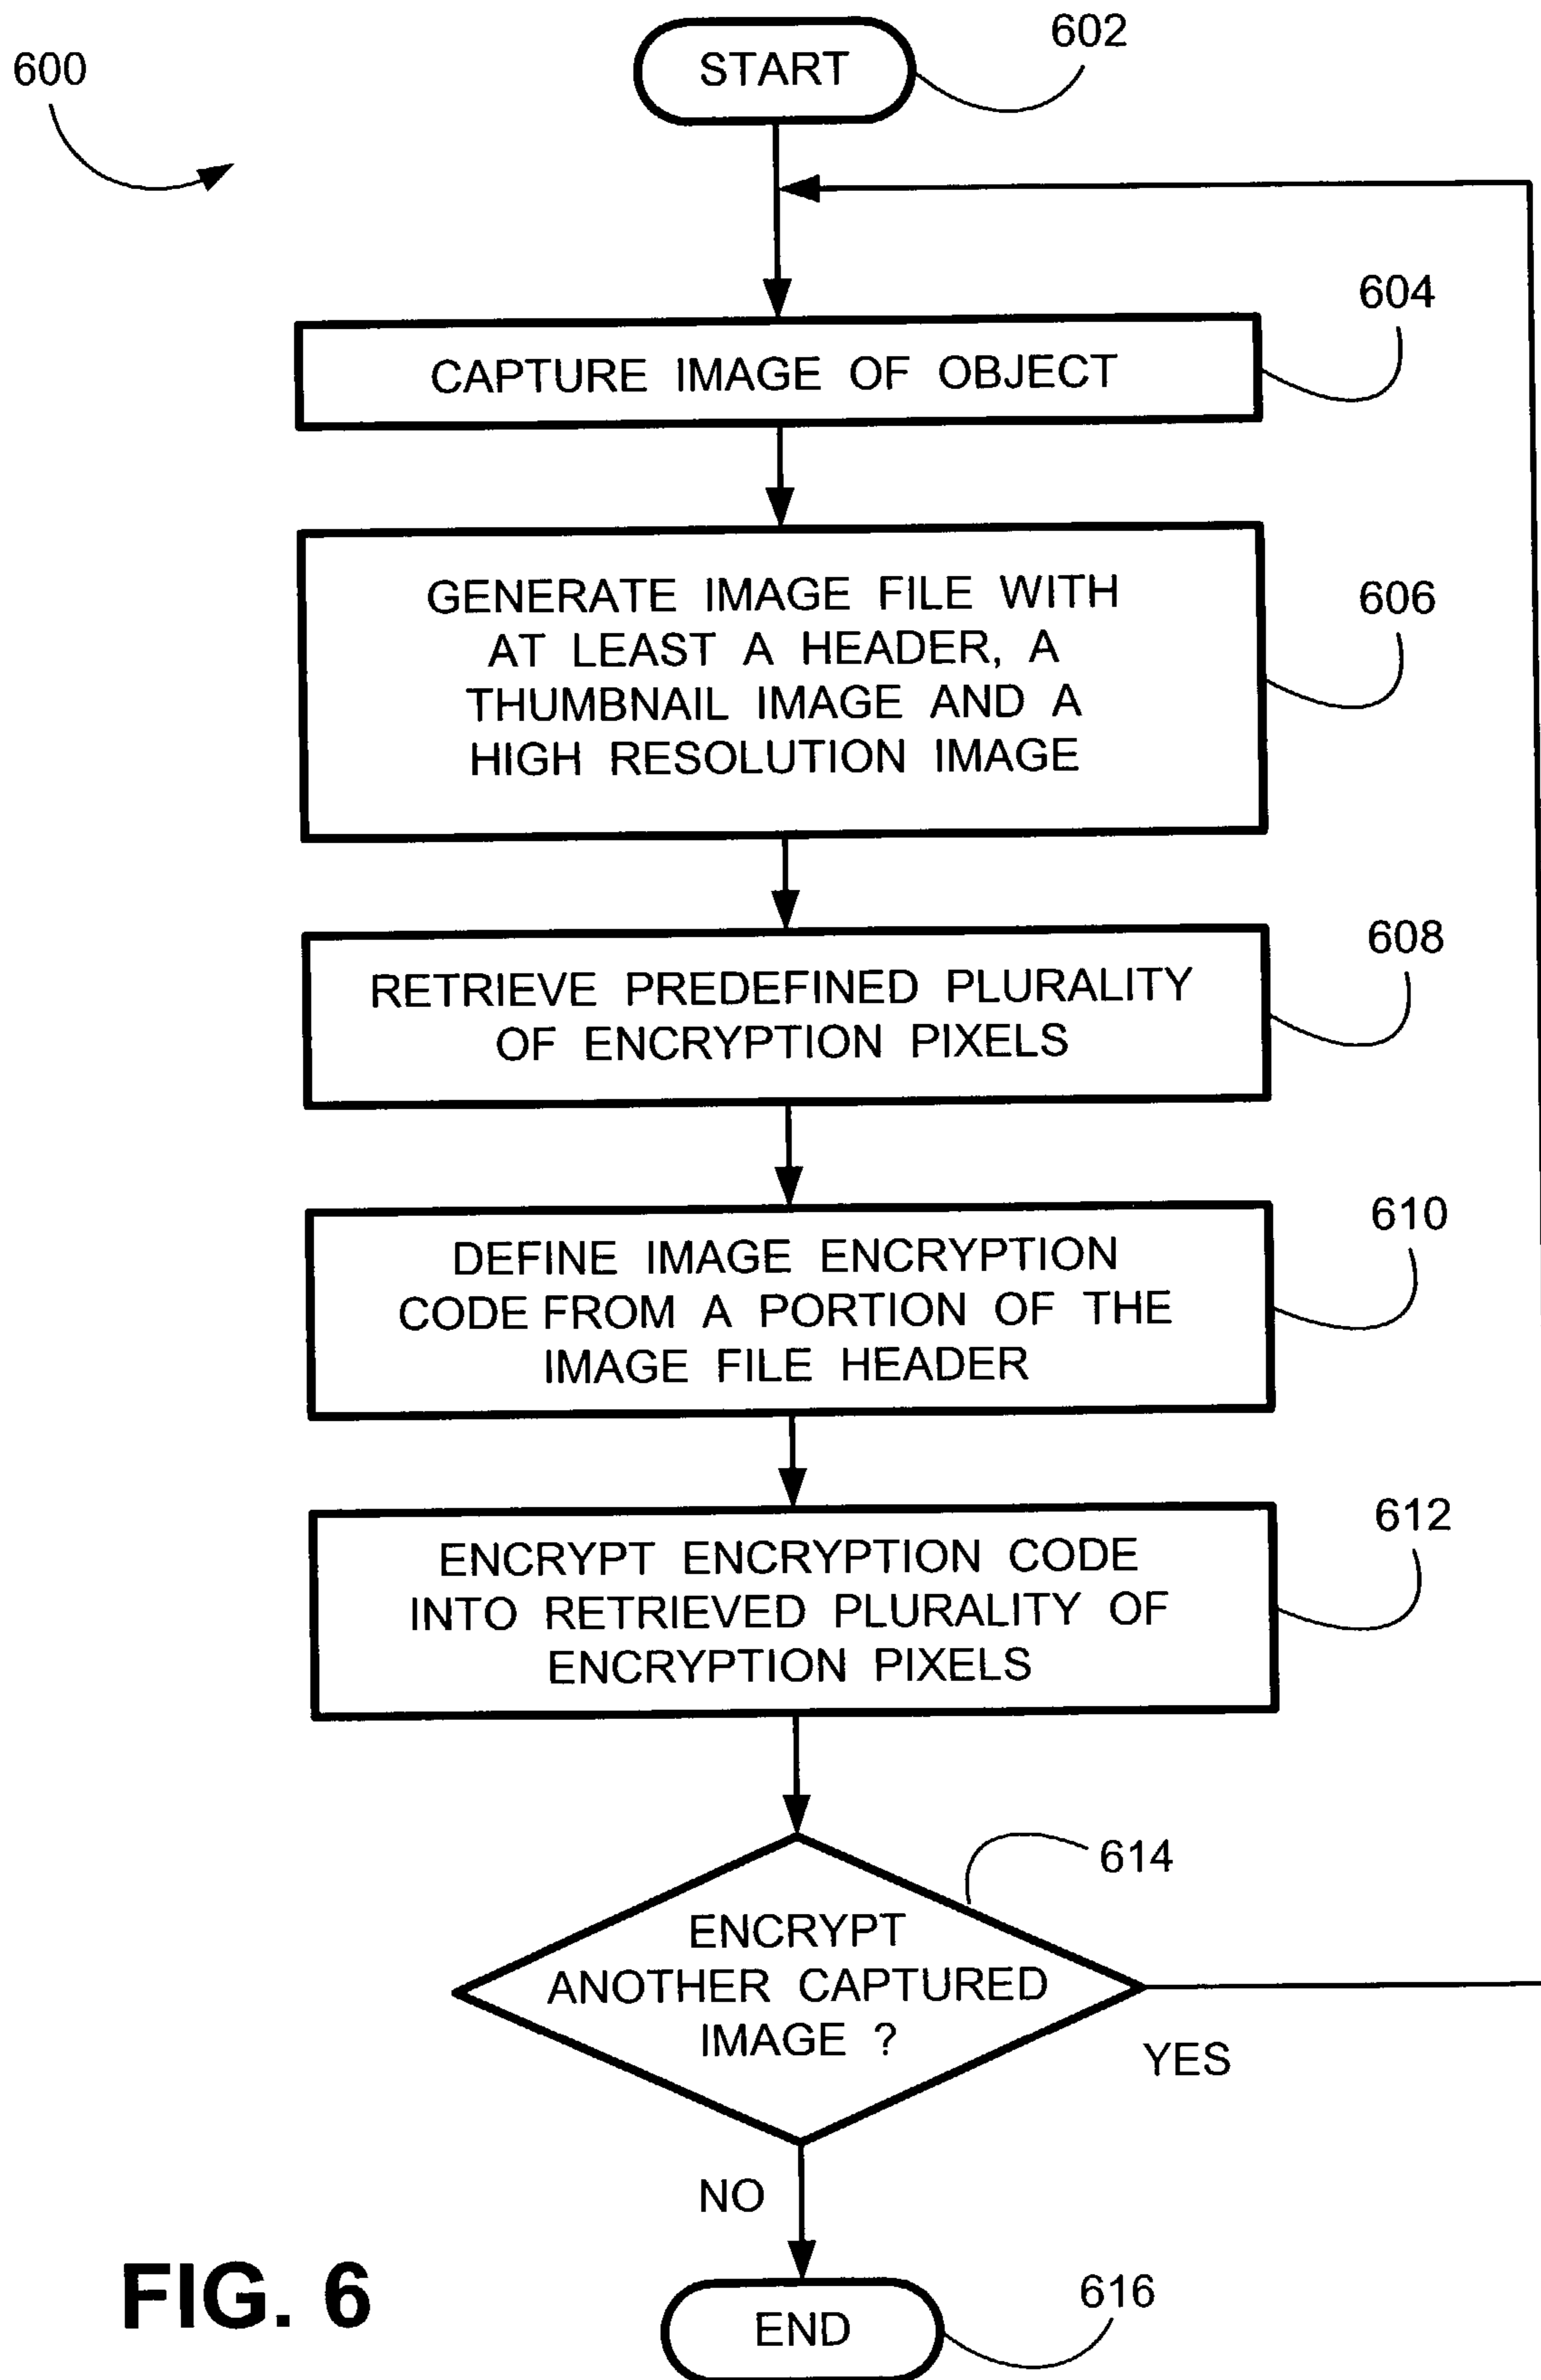 600
START
602
CAPTURE IMAGE OF OBJECT
604
GENERATE IMAGE FILE WITH
AT LEAST A HEADER, A
THUMBNAIL IMAGE AND A
HIGH RESOLUTION IMAGE
606
RETRIEVE PREDEFINED PLURALITY
OF ENCRYPTION PIXELS
608
DEFINE IMAGE ENCRYPTION
CODE FROM A PORTION OF THE
IMAGE FILE HEADER
610
ENCRYPT ENCRYPTION CODE
INTO RETRIEVED PLURALITY OF
ENCRYPTION PIXELS
612
614
ENCRYPT
ANOTHER CAPTURED
IMAGE ?
YES
NO
END
616
FIG. 6